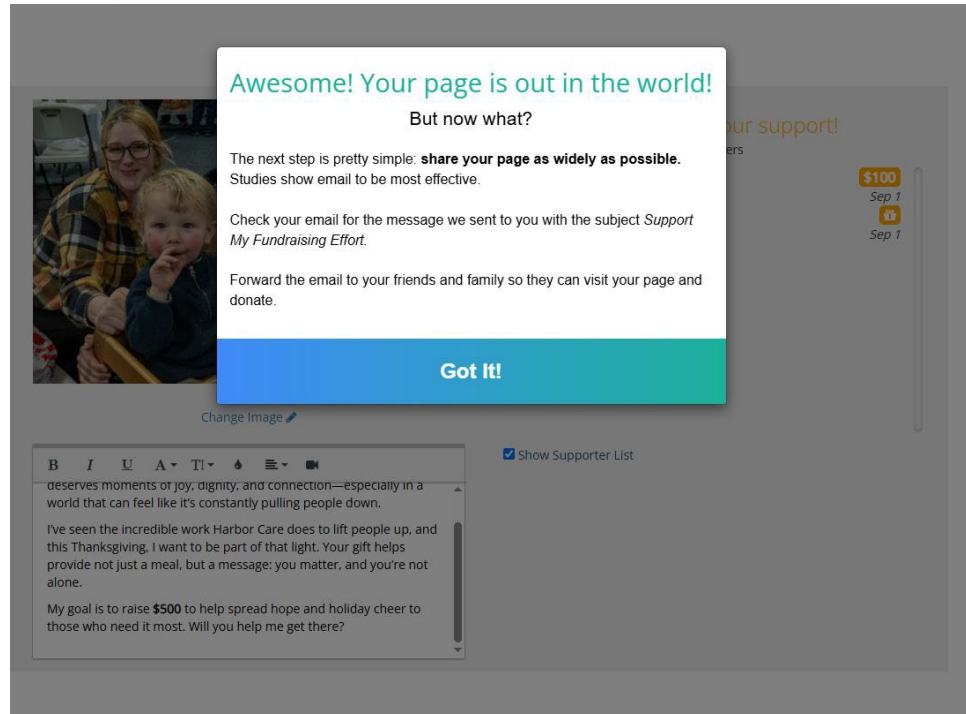 Awesome! Your page is out in the world!
But now what?
The next step is pretty simple: share your page as widely as possible.
Studies show email to be most effective.
Check your email for the message we sent to you with the subject Support
My Fundraising Effort.
Forward the email to your friends and family so they can visit your page and
donate.
Got It!
support!
$100
Sep 1
Sep 1
Change Image
Show Supporter List
B I U A TI
deserves moments of joy, dignity, and connection—especially in a
world that can feel like it's constantly pulling people down.
I've seen the incredible work Harbor Care does to lift people up, and
this Thanksgiving, I want to be part of that light. Your gift helps
provide not just a meal, but a message: you matter, and you're not
alone.
My goal is to raise $500 to help spread hope and holiday cheer to
those who need it most. Will you help me get there?